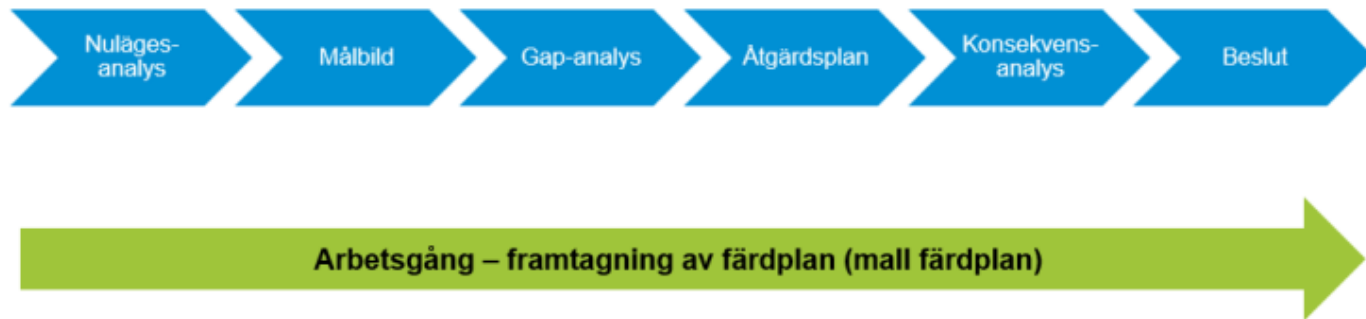 Nuläges-
analys
Målbild
Gap-analys
Åtgärdsplan
Konsekvens-
analys
Beslut
Arbetsgång – framtagning av färdplan (mall färdplan)